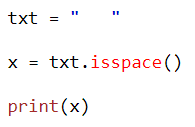 txt = "   "
x = txt.isspace()
print(x)